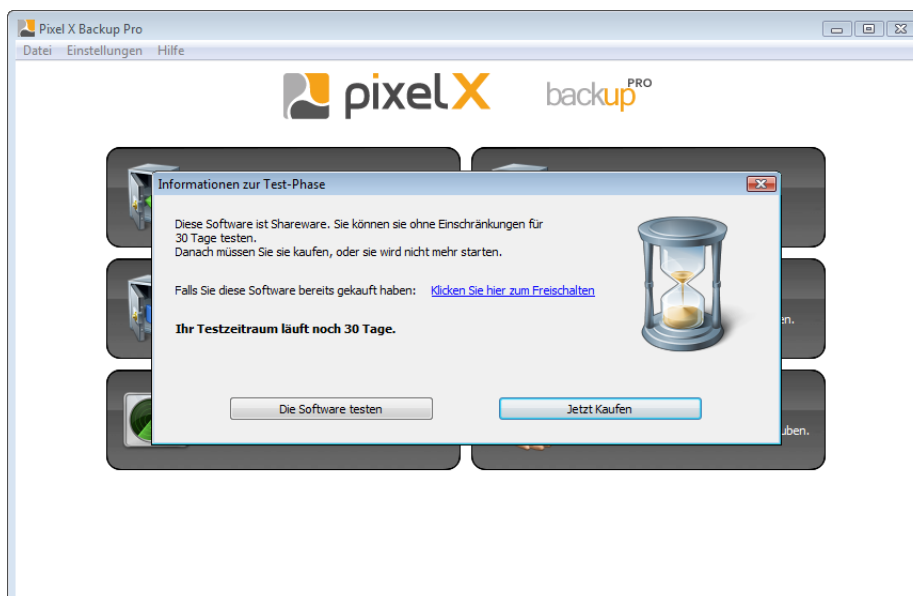 Pixel X Backup Pro
Datei Einstellungen Hilfe
pixelX
backup PRO
Informationen zur Test-Phase
Diese Software ist Shareware. Sie können sie ohne Einschränkungen für
30 Tage testen.
Danach müssen Sie sie kaufen, oder sie wird nicht mehr starten.
Falls Sie diese Software bereits gekauft haben: Klicken Sie hier zum Freischalten
Ihr Testzeitraum läuft noch 30 Tage.
Die Software testen
Jetzt Kaufen